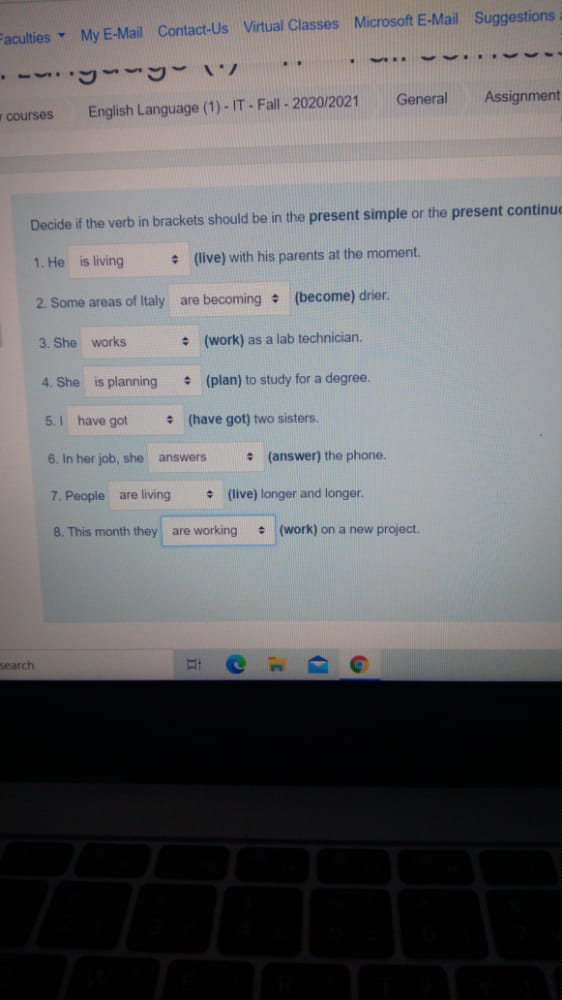 Faculties My E-Mail Contact-Us Virtual Classes Microsoft E-Mail Suggestions
courses English Language (1) - IT - Fall - 2020/2021 General Assignment
Decide if the verb in brackets should be in the present simple or the present continuo
1. He is living (live) with his parents at the moment.
2. Some areas of Italy are becoming (become) drier.
3. She works (work) as a lab technician.
4. She is planning (plan) to study for a degree.
5. I have got (have got) two sisters.
6. In her job, she answers (answer) the phone.
7. People are living (live) longer and longer.
8. This month they are working (work) on a new project.
search